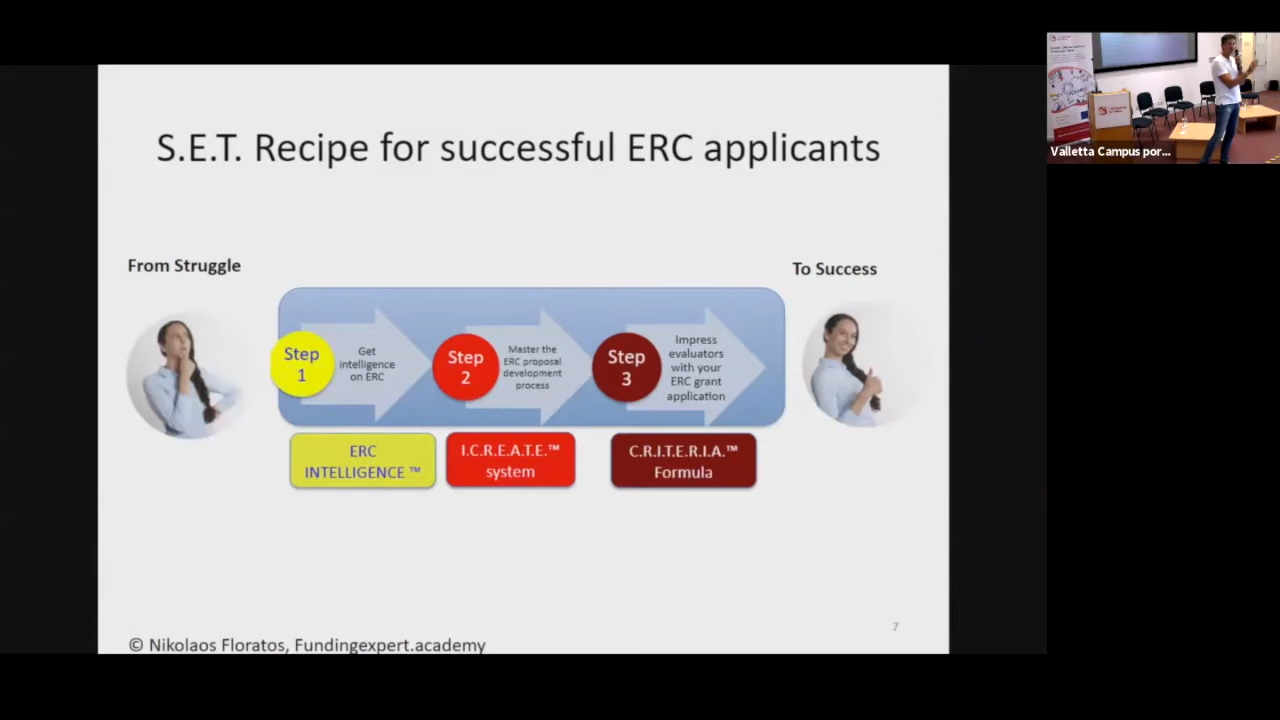 S.E.T. Recipe for successful ERC applicants
From Struggle
To Success
Step
1
Get
intelligence
on ERC
Step
2
Master the
ERC proposal
development
process
Step
3
Impress
evaluators
with your
ERC grant
application
ERC
INTELLIGENCE ™
I.C.R.E.A.T.E.™
system
C.R.I.T.E.R.I.A.™
Formula
7
© Nikolaos Floratos, Fundingexpert.academy
Valletta Campus por...